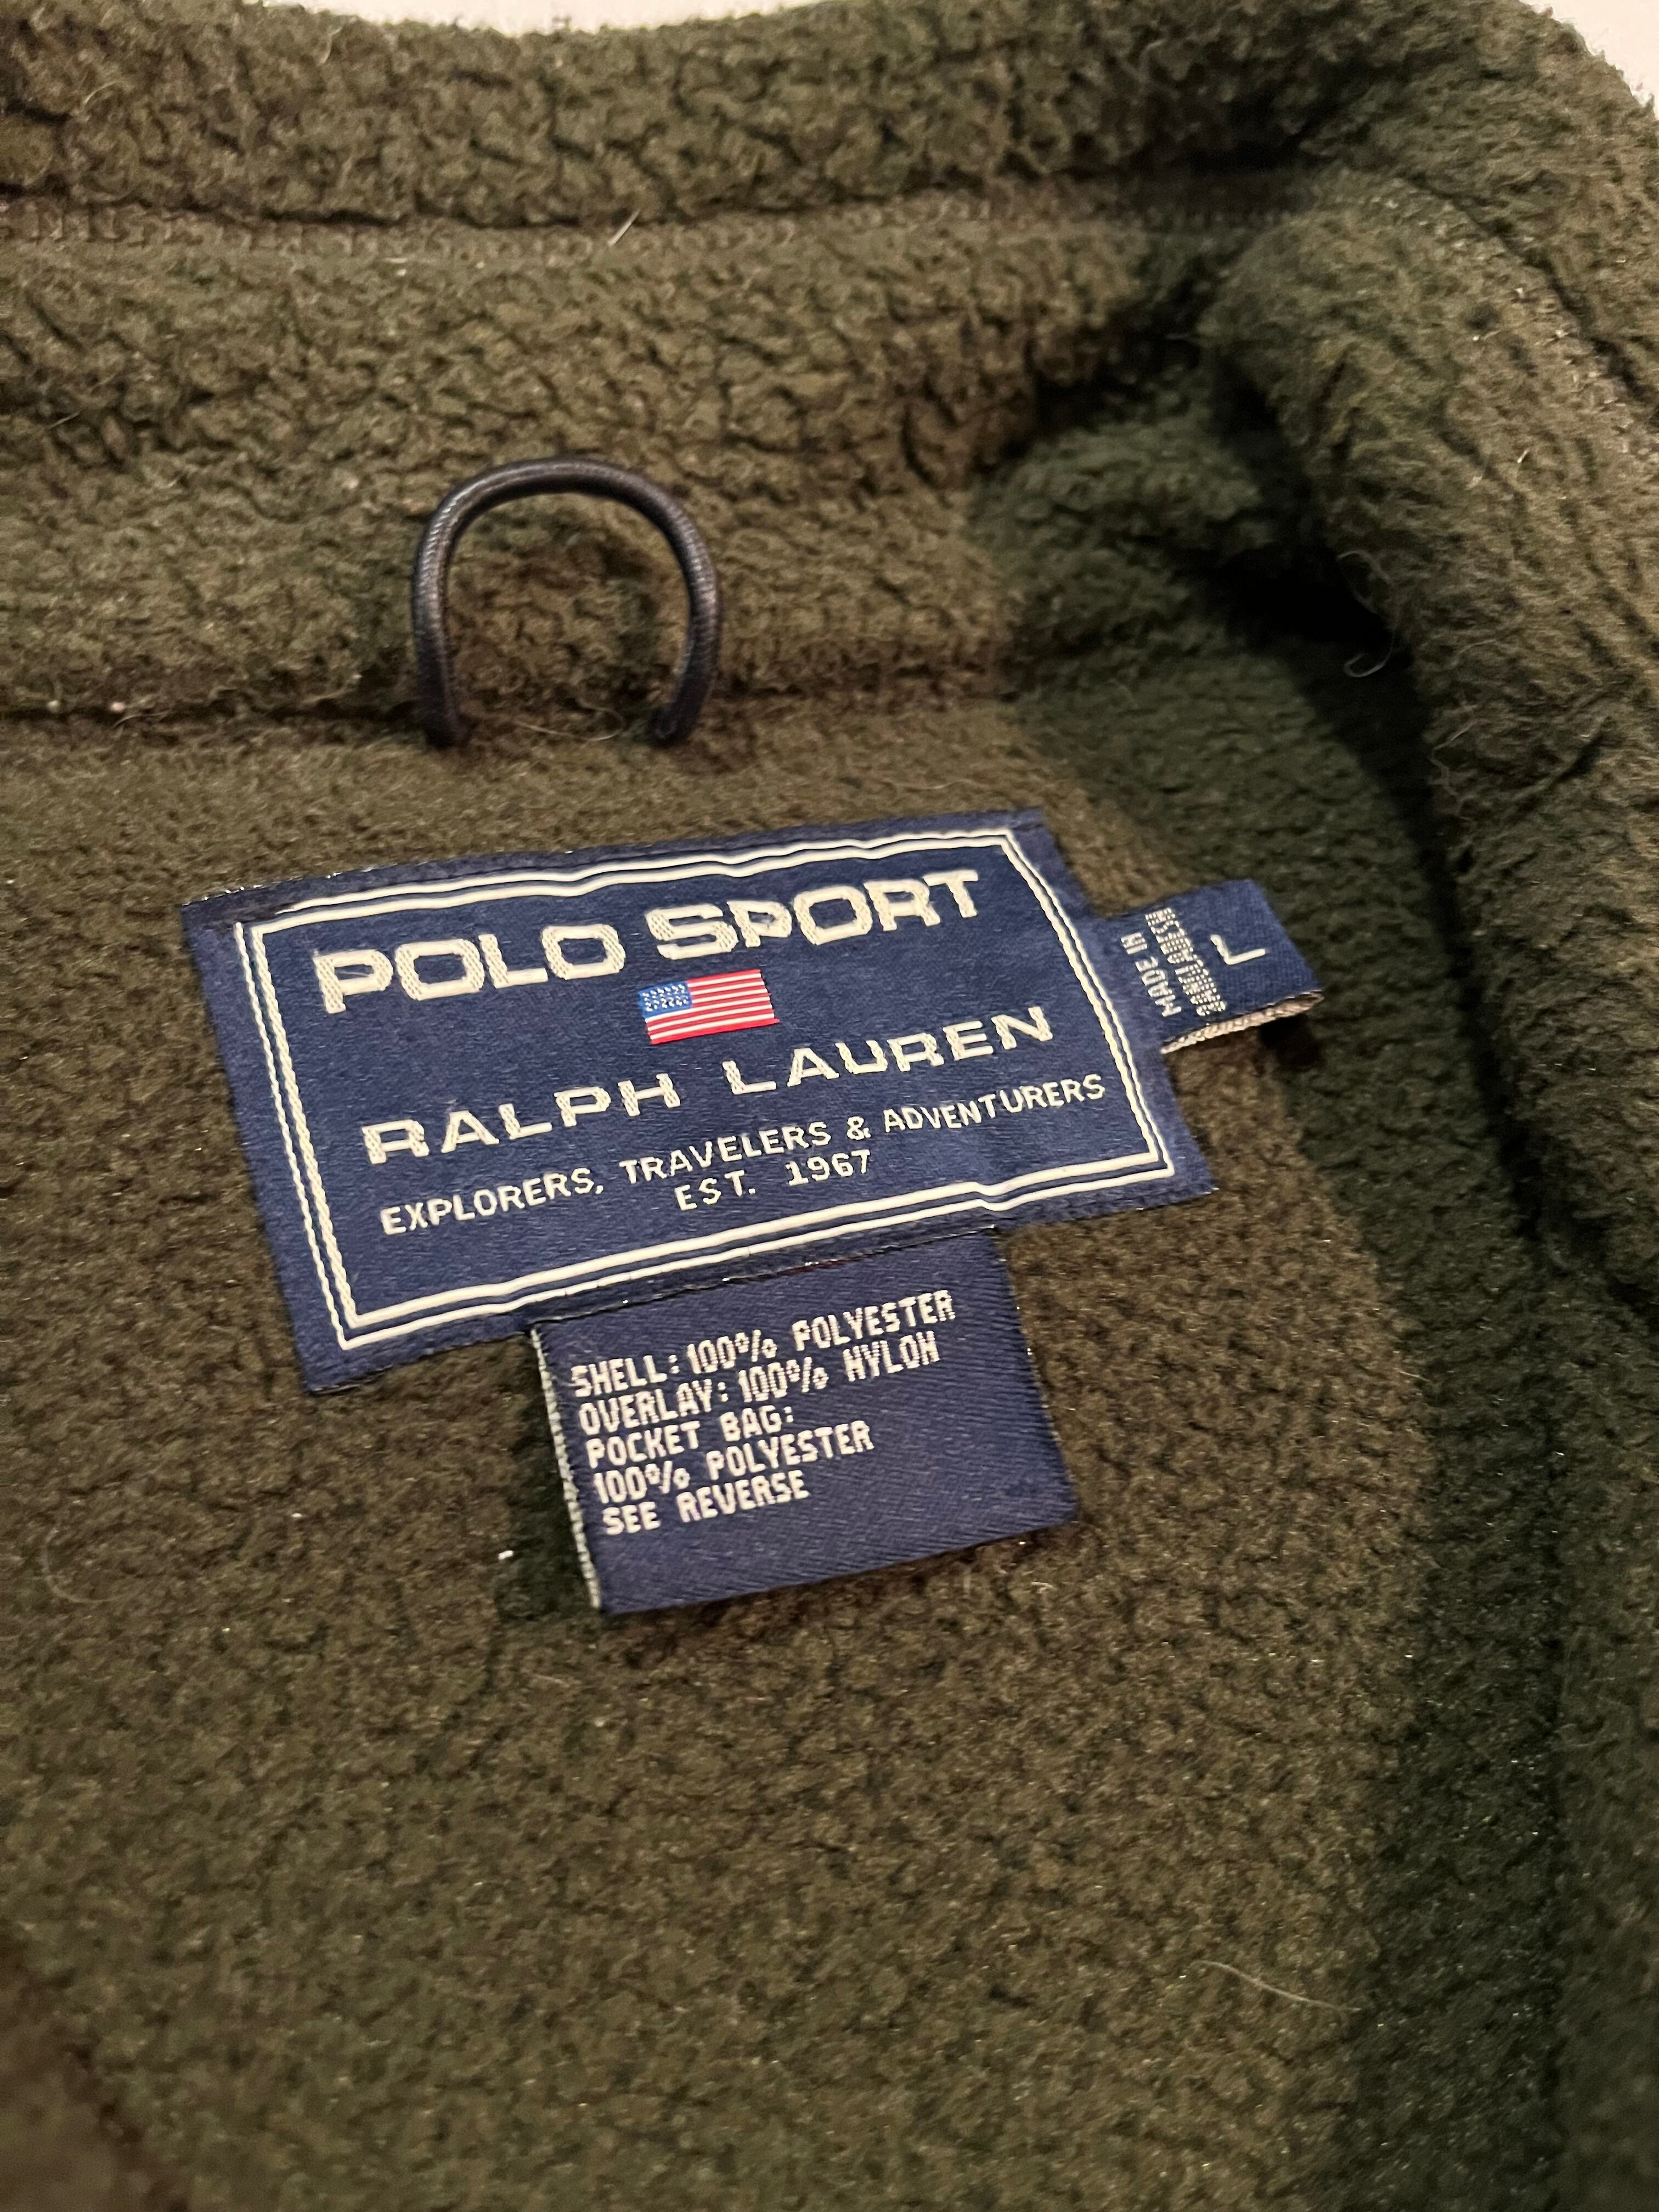 POLO SPORT
RALPH LAUREN
EXPLORERS, TRAVELERS & ADVENTURERS
EST. 1967
L
MADE IN
SHELL: 100% POLYESTER
OVERLAY: 100% NYLON
POCKET BAG:
100% POLYESTER
SEE REVERSE